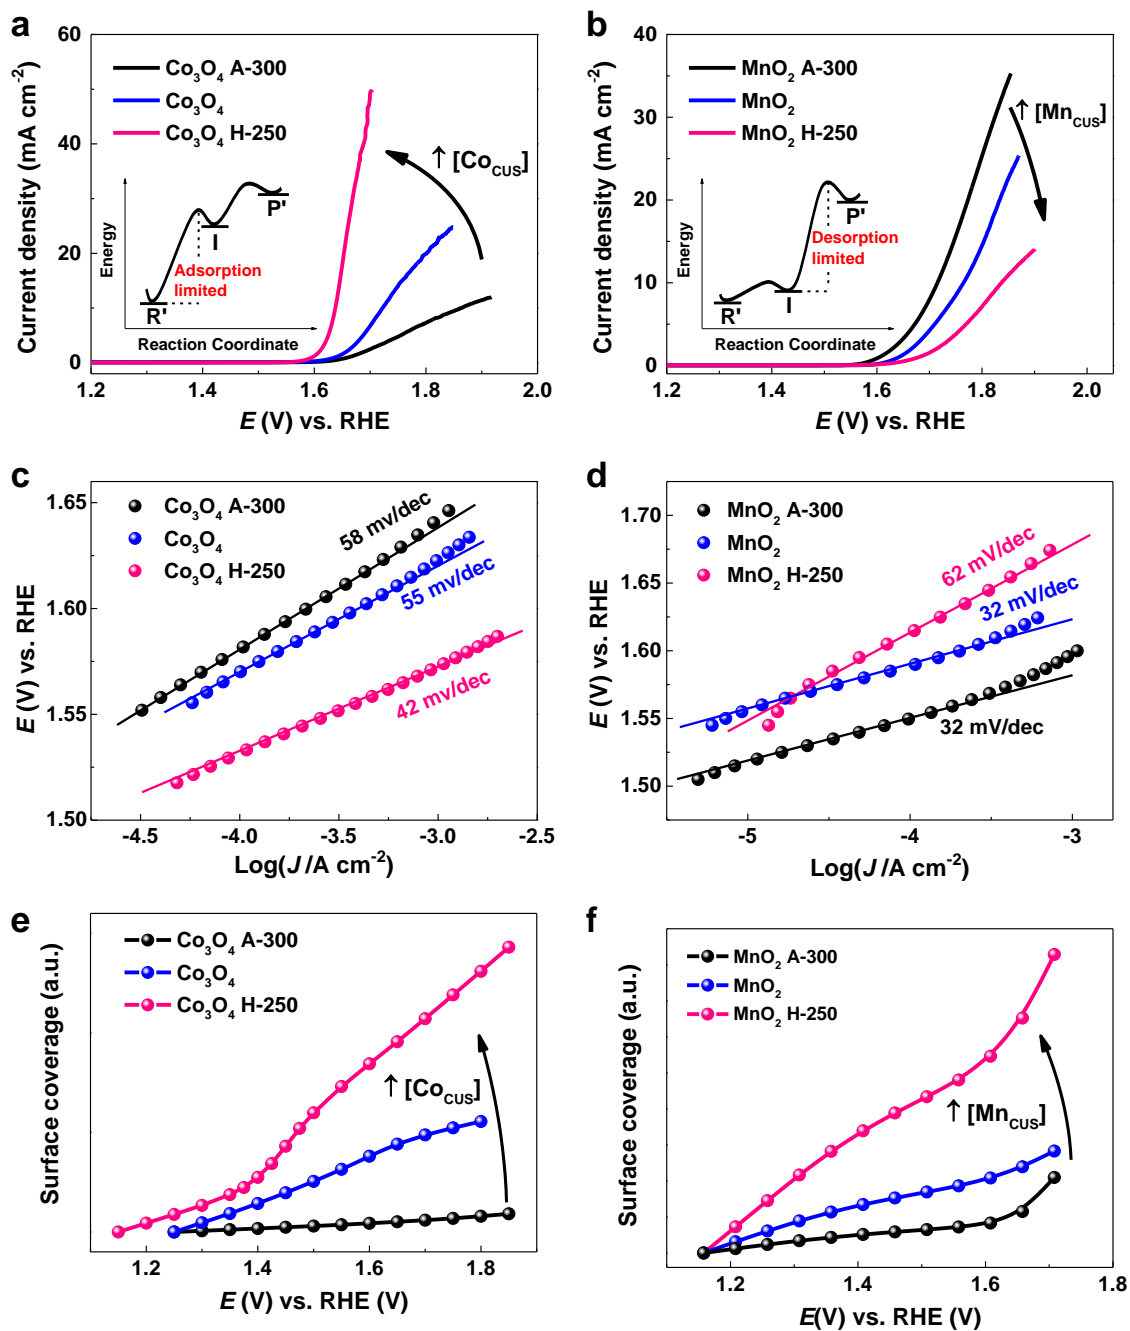 a
60
40
20
0
Current density (mA cm⁻²)
Co₃O₄ A-300
Co₃O₄
Co₃O₄ H-250
↑ [Co_CUS]
Energy
R'
I
P'
Adsorption
limited
Reaction Coordinate
1.2 1.4 1.6 1.8 2.0
E (V) vs. RHE
b
40
30
20
10
0
Current density (mA cm⁻²)
MnO₂ A-300
MnO₂
MnO₂ H-250
↑ [Mn_CUS]
Energy
R'
I
P'
Desorption
limited
Reaction Coordinate
1.2 1.4 1.6 1.8 2.0
E (V) vs. RHE
c
1.65
1.60
1.55
1.50
E (V) vs. RHE
Co₃O₄ A-300
Co₃O₄
Co₃O₄ H-250
58 mv/dec
55 mv/dec
42 mv/dec
-4.5 -4.0 -3.5 -3.0 -2.5
Log(J /A cm⁻²)
d
1.70
1.65
1.60
1.55
1.50
E (V) vs. RHE
MnO₂ A-300
MnO₂
MnO₂ H-250
62 mV/dec
32 mV/dec
32 mV/dec
-5 -4 -3
Log(J /A cm⁻²)
e
Surface coverage (a.u.)
Co₃O₄ A-300
Co₃O₄
Co₃O₄ H-250
↑ [Co_CUS]
1.2 1.4 1.6 1.8
E (V) vs. RHE (V)
f
Surface coverage (a.u.)
MnO₂ A-300
MnO₂
MnO₂ H-250
↑ [Mn_CUS]
1.2 1.4 1.6 1.8
E(V) vs. RHE (V)